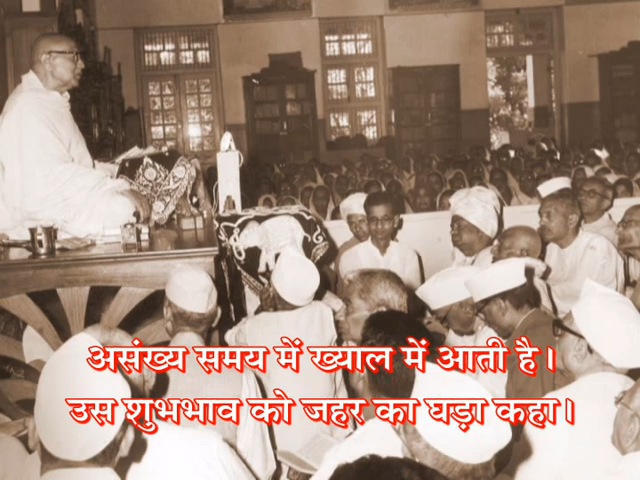 असंख्य समय में ख्याल में आती है।
उस शुभभाव को जहर का घड़ा कहा।